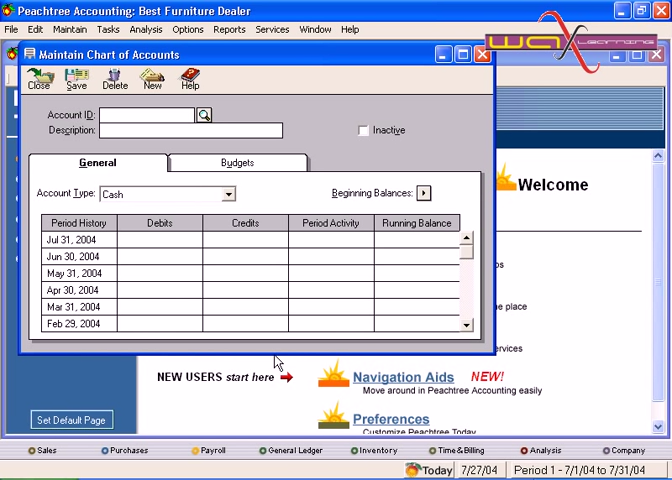 Peachtree Accounting: Best Furniture Dealer
File Edit Maintain Tasks Analysis Options Reports Services Window Help
wax Learning
Maintain Chart of Accounts
Close Save Delete New Help
Account ID:
Description:
Inactive
General Budgets
Account Type: Cash Beginning Balances:
Period History Debits Credits Period Activity Running Balance
Jul 31, 2004
Jun 30, 2004
May 31, 2004
Apr 30, 2004
Mar 31, 2004
Feb 29, 2004
Welcome
e place
ervices
NEW USERS start here
Navigation Aids NEW!
Move around in Peachtree Accounting easily
Preferences
Customize Peachtree Today
Set Default Page
Sales Purchases Payroll General Ledger Inventory Time & Billing Analysis Company
Today 7/27/04 Period 1 - 7/1/04 to 7/31/04